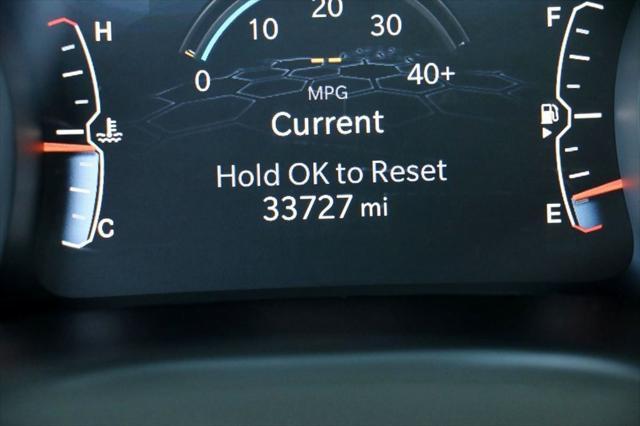 H
F
20
10
30
0
40+
MPG
Current
Hold OK to Reset
33727 mi
C
E